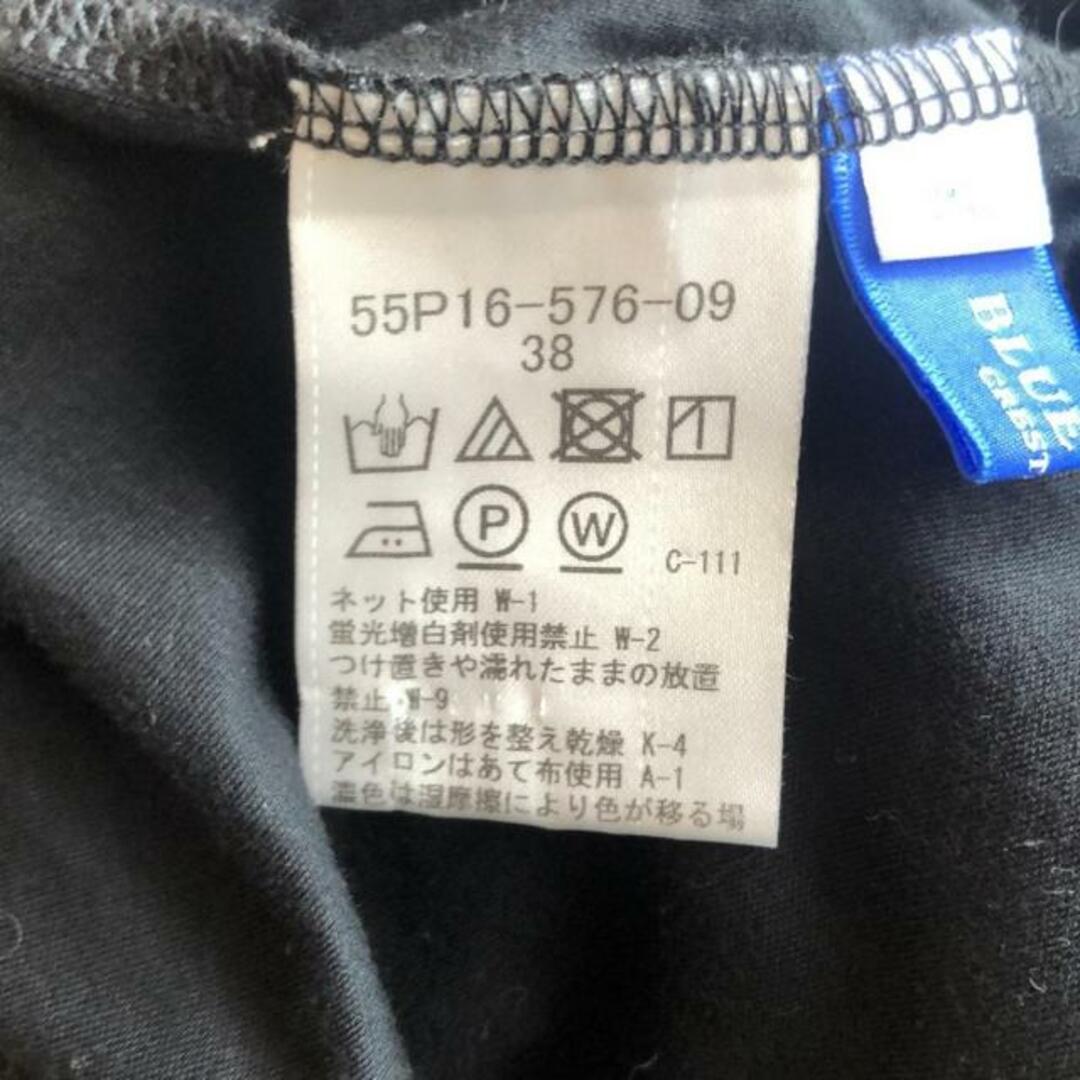 55P16-576-09
38
P
W
C-111
ネット使用 W-1
蛍光増白剤使用禁止 W-2
つけ置きや濡れたままの放置
禁止 W-9
洗浄後は形を整え乾燥 K-4
アイロンはあて布使用 A-1
濃色は湿摩擦により色が移る場
BLUE
CREST